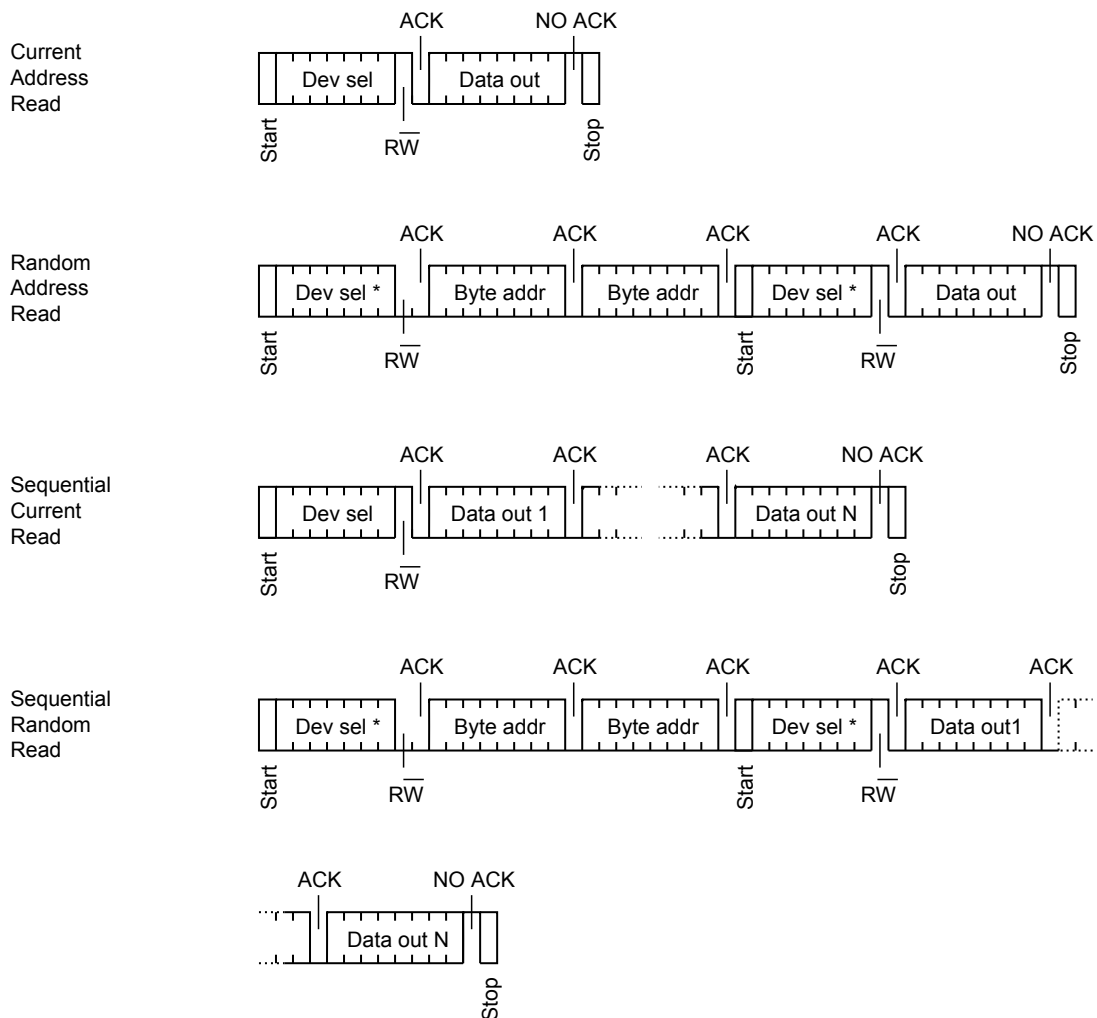 ACK NO ACK
Current
Address
Read
Dev sel Data out
Start RW̅ Stop
ACK ACK ACK ACK NO ACK
Random
Address
Read
Dev sel * Byte addr Byte addr Dev sel * Data out
Start RW̅ Start RW̅ Stop
ACK ACK ACK NO ACK
Sequential
Current
Read
Dev sel Data out 1 Data out N
Start RW̅ Stop
ACK ACK ACK ACK ACK
Sequential
Random
Read
Dev sel * Byte addr Byte addr Dev sel * Data out1
Start RW̅ Start RW̅
ACK NO ACK
Data out N
Stop